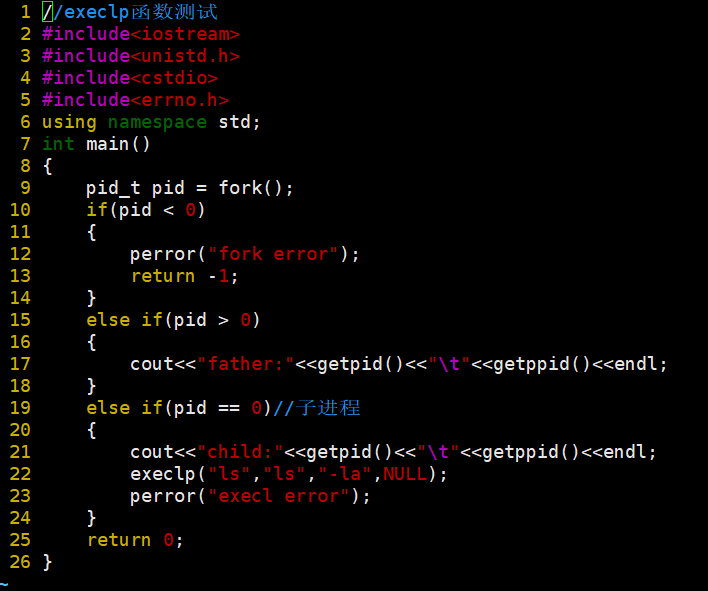 1 //execlp函数测试
2 #include<iostream>
3 #include<unistd.h>
4 #include<cstdio>
5 #include<errno.h>
6 using namespace std;
7 int main()
8 {
9     pid_t pid = fork();
10     if(pid < 0)
11     {
12         perror("fork error");
13         return -1;
14     }
15     else if(pid > 0)
16     {
17         cout<<"father:"<<getpid()<<"\t"<<getppid()<<endl;
18     }
19     else if(pid == 0)//子进程
20     {
21         cout<<"child:"<<getpid()<<"\t"<<getppid()<<endl;
22         execlp("ls","ls","-la",NULL);
23         perror("execl error");
24     }
25     return 0;
26 }
~